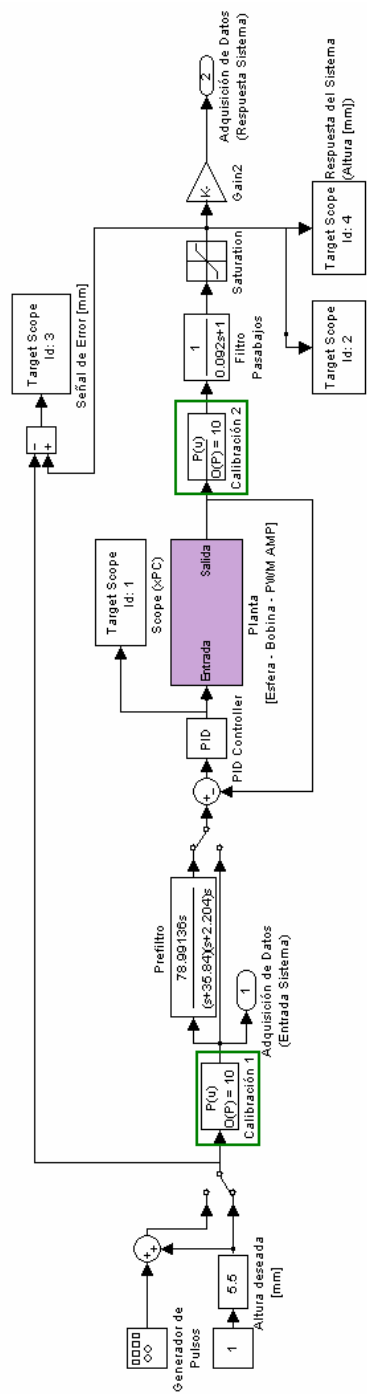 Generador de
Pulsos
1
5.5
Altura deseada
[mm]
+
+
P(u)
O(P) = 10
Calibración 1
Prefiltro
78.99136s
(s+35.84)(s+2.204)s
1
Adquisición de Datos
(Entrada Sistema)
+
-
PID
PID Controller
Target Scope
Id: 1
Scope (xPC)
Entrada
Salida
Planta
[Esfera - Bobina - PWM AMP]
P(u)
O(P) = 10
Calibración 2
1
0.092s+1
Filtro
Pasabajos
Saturation
-
+
Target Scope
Id: 3
Señal de Error [mm]
K-
Gain2
2
Adquisición de Datos
(Respuesta Sistema)
Target Scope
Id: 2
Target Scope
Id: 4
Respuesta del Sistema
(Altura [mm])